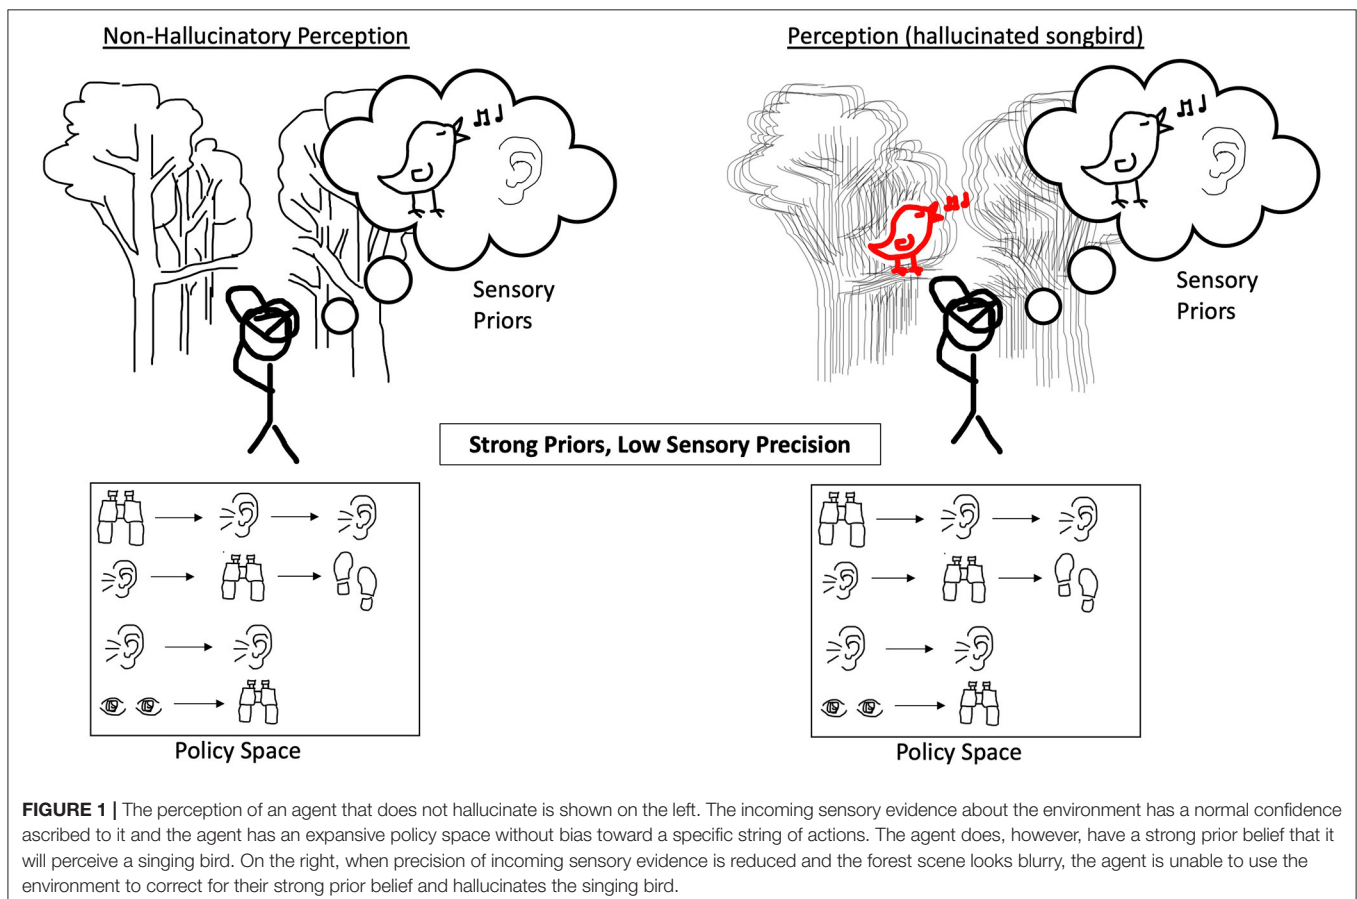 Non-Hallucinatory Perception
Perception (hallucinated songbird)
Sensory
Priors
Sensory
Priors
Strong Priors, Low Sensory Precision
Policy Space
Policy Space
FIGURE 1 | The perception of an agent that does not hallucinate is shown on the left. The incoming sensory evidence about the environment has a normal confidence
ascribed to it and the agent has an expansive policy space without bias toward a specific string of actions. The agent does, however, have a strong prior belief that it
will perceive a singing bird. On the right, when precision of incoming sensory evidence is reduced and the forest scene looks blurry, the agent is unable to use the
environment to correct for their strong prior belief and hallucinates the singing bird.